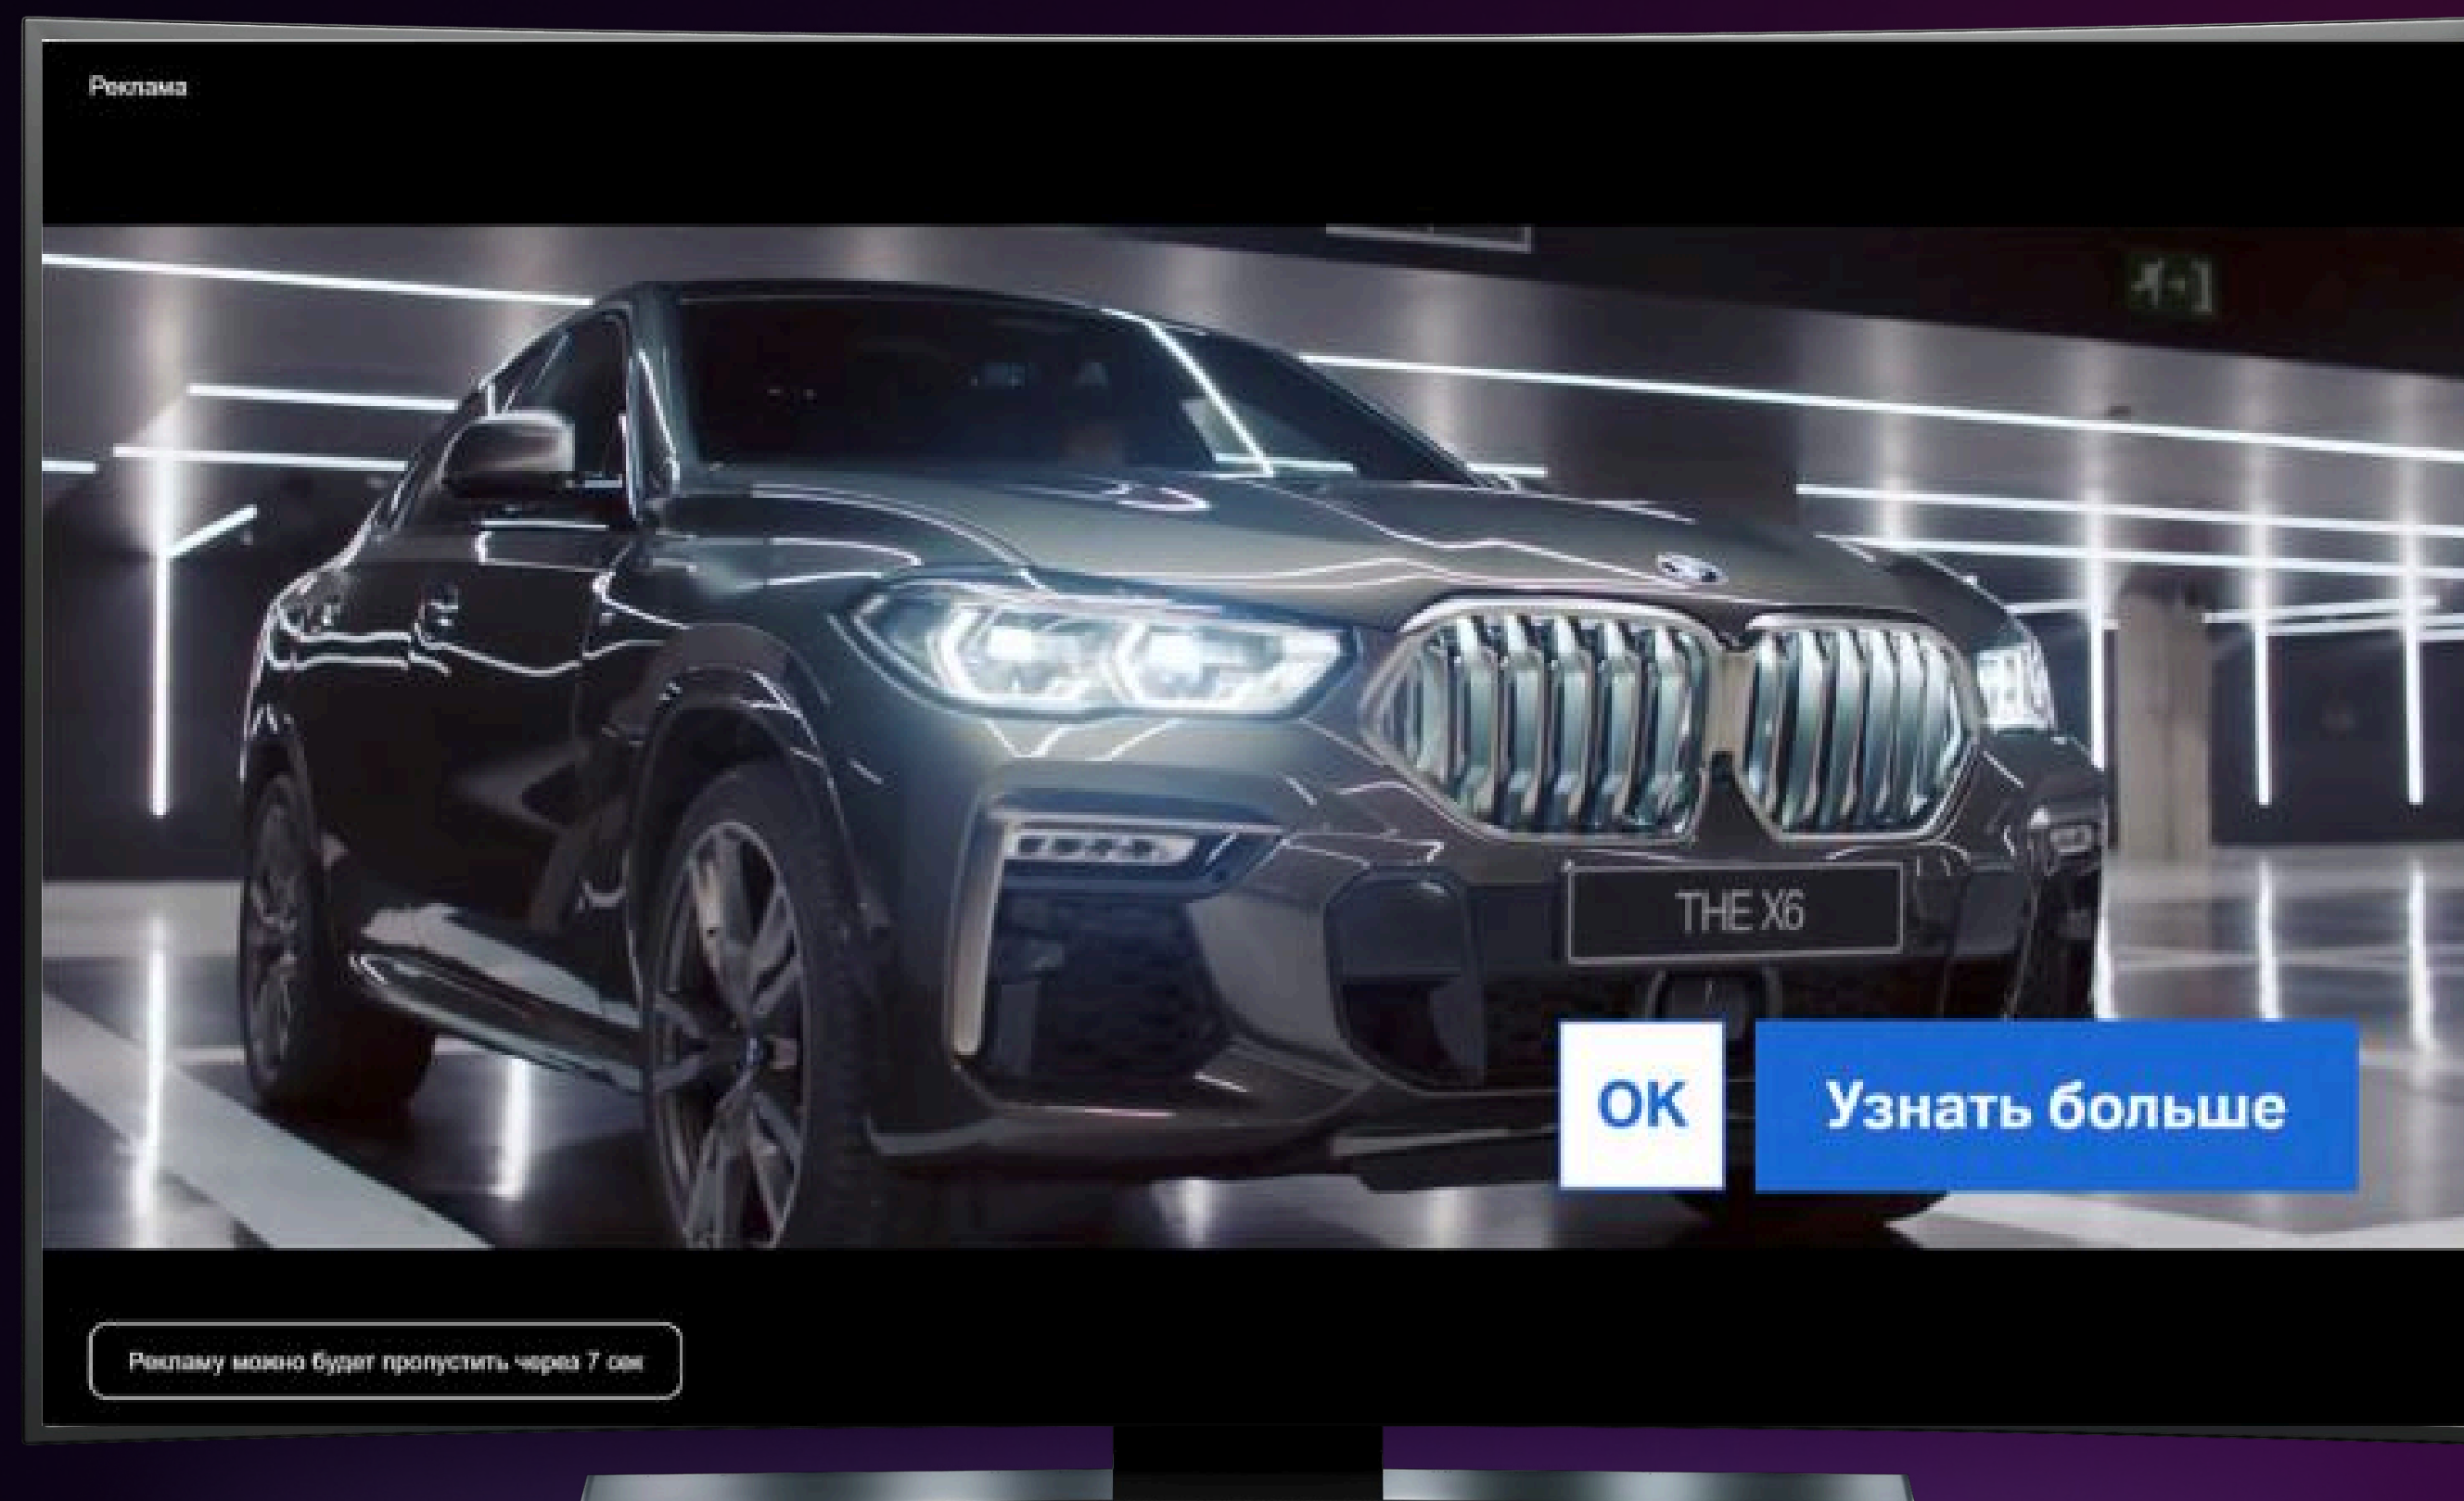 Реклама
THE X6
OK
Узнать больше
Рекламу можно будет пропустить через 7 сек